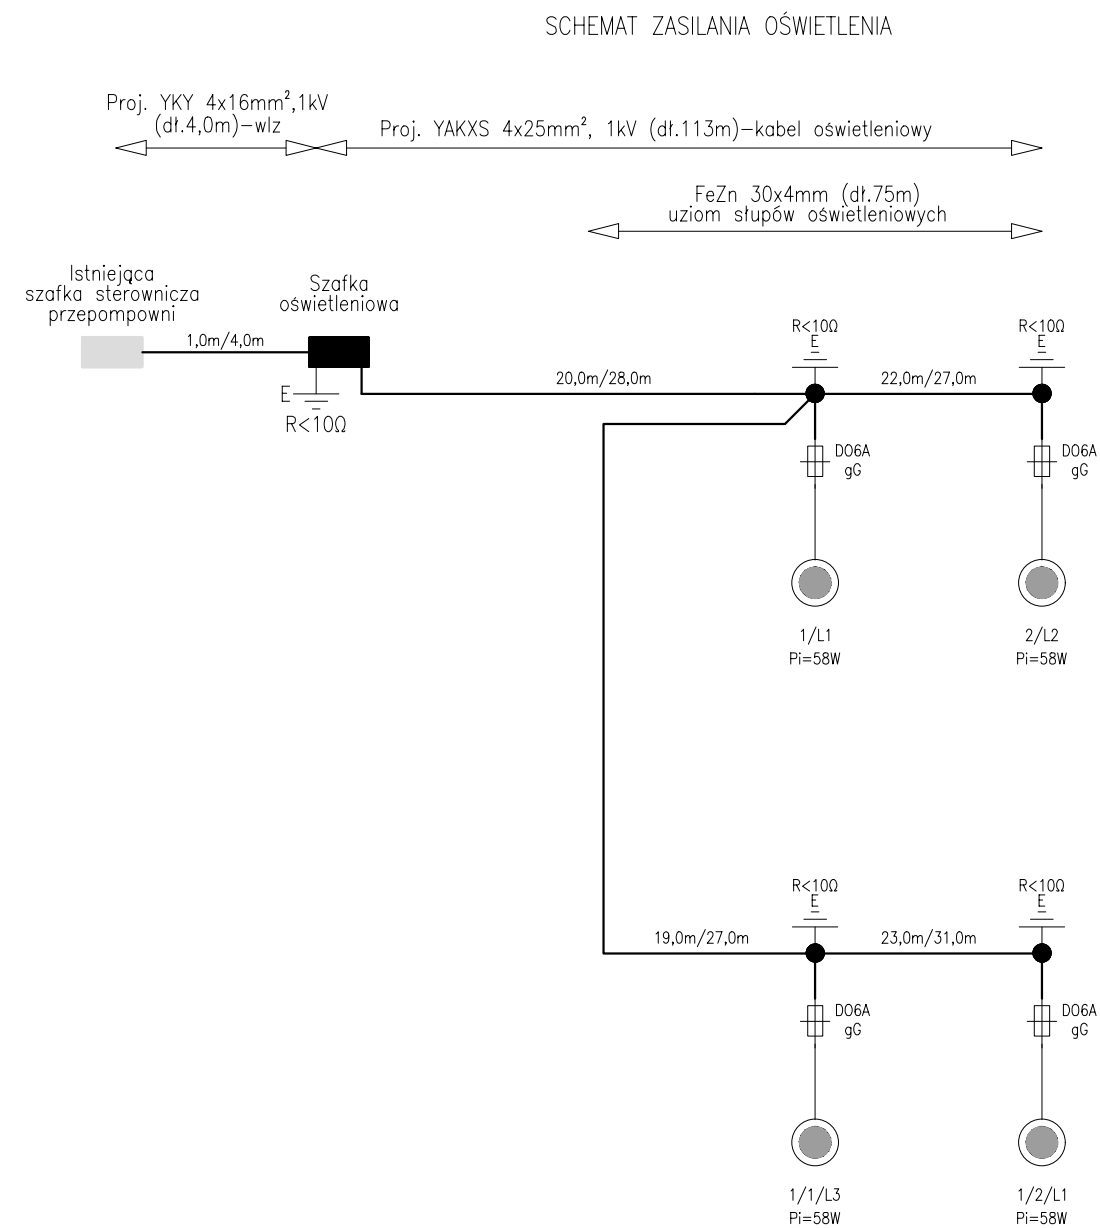 SCHEMAT ZASILANIA OŚWIETLENIA
Proj. YKY 4x16mm²,1kV
(dł.4,0m)-wlz
Proj. YAKXS 4x25mm², 1kV (dł.113m)-kabel oświetleniowy
FeZn 30x4mm (dł.75m)
uziom słupów oświetleniowych
Istniejąca
szafka sterownicza
przepompowni
Szafka
oświetleniowa
1,0m/4,0m
E
R<10Ω
20,0m/28,0m
R<10Ω
E
22,0m/27,0m
R<10Ω
E
D06A
gG
D06A
gG
1/L1
Pi=58W
2/L2
Pi=58W
19,0m/27,0m
R<10Ω
E
23,0m/31,0m
R<10Ω
E
D06A
gG
D06A
gG
1/1/L3
Pi=58W
1/2/L1
Pi=58W